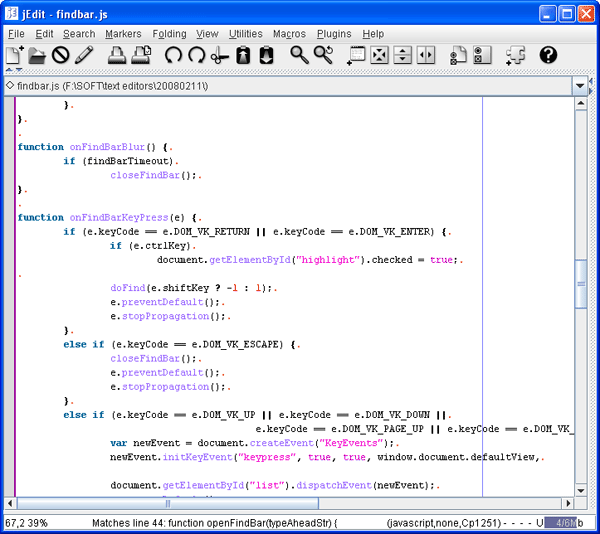 jEdit - findbar.js
File Edit Search Markers Folding View Utilities Macros Plugins Help
findbar.js (F:\SOFT\text editors\20080211\)
}.
}.
.
function onFindBarBlur() {.
if (findBarTimeout).
closeFindBar();.
}.
.
function onFindBarKeyPress(e) {.
if (e.keyCode == e.DOM_VK_RETURN || e.keyCode == e.DOM_VK_ENTER) {.
if (e.ctrlKey).
document.getElementById("highlight").checked = true;.
.
doFind(e.shiftKey ? -1 : 1);.
e.preventDefault();.
e.stopPropagation();.
}.
else if (e.keyCode == e.DOM_VK_ESCAPE) {.
closeFindBar();.
e.preventDefault();.
e.stopPropagation();.
}.
else if (e.keyCode == e.DOM_VK_UP || e.keyCode == e.DOM_VK_DOWN ||.
e.keyCode == e.DOM_VK_PAGE_UP || e.keyCode == e.DOM_VK_
var newEvent = document.createEvent("KeyEvents");.
newEvent.initKeyEvent("keypress", true, true, window.document.defaultView,.
document.getElementById("list").dispatchEvent(newEvent);.
67,2 39% Matches line 44: function openFindBar(typeAheadStr) { (javascript,none,Cp1251) - - - - U 4/6Mb